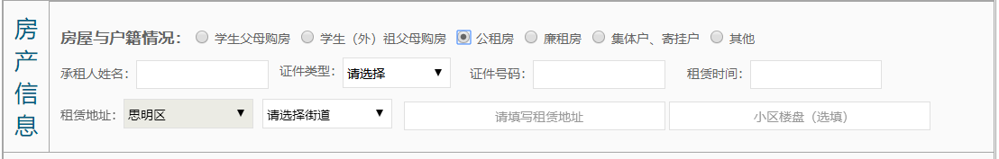 房产信息
房屋与户籍情况： 学生父母购房 学生（外）祖父母购房 公租房 廉租房 集体户、寄挂户 其他
承租人姓名： 证件类型： 请选择 证件号码： 租赁时间：
租赁地址： 思明区 请选择街道 请填写租赁地址 小区楼盘（选填）